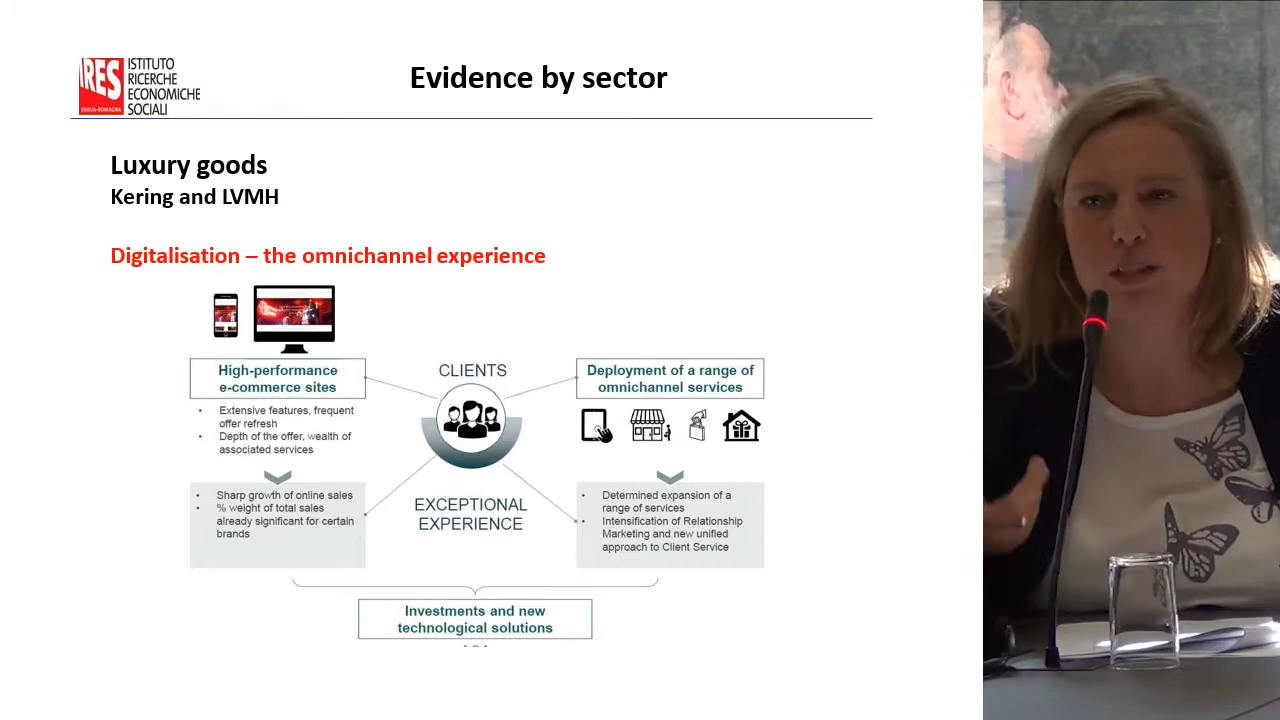 IRES
EMILIA-ROMAGNA
ISTITUTO
RICERCHE
ECONOMICHE
SOCIALI
Evidence by sector
Luxury goods
Kering and LVMH
Digitalisation – the omnichannel experience
High-performance
e-commerce sites
• Extensive features, frequent
offer refresh
• Depth of the offer, wealth of
associated services
• Sharp growth of online sales
• % weight of total sales
already significant for certain
brands
CLIENTS
EXCEPTIONAL
EXPERIENCE
Deployment of a range of
omnichannel services
• Determined expansion of a
range of services
• Intensification of Relationship
Marketing and new unified
approach to Client Service
Investments and new
technological solutions